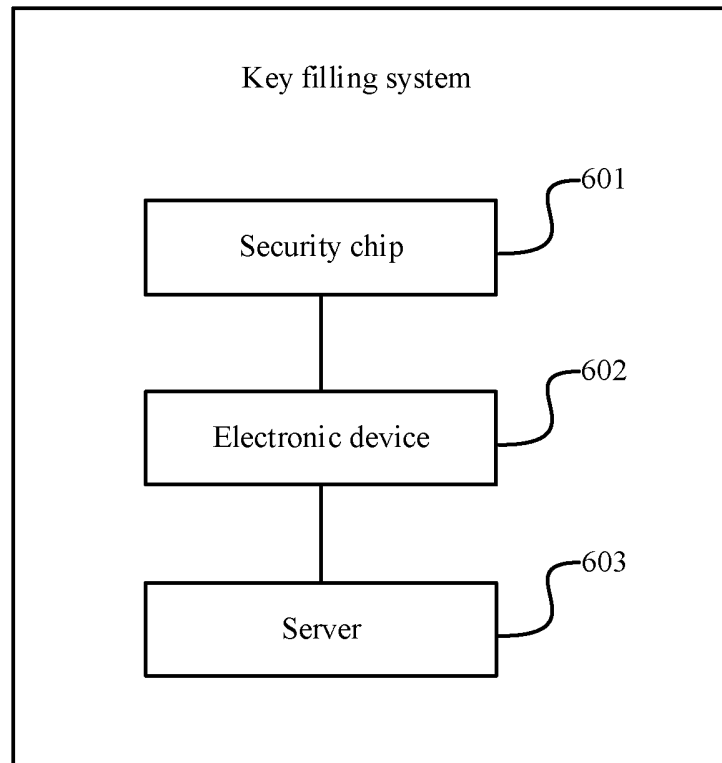 Key filling system
601
Security chip
602
Electronic device
603
Server